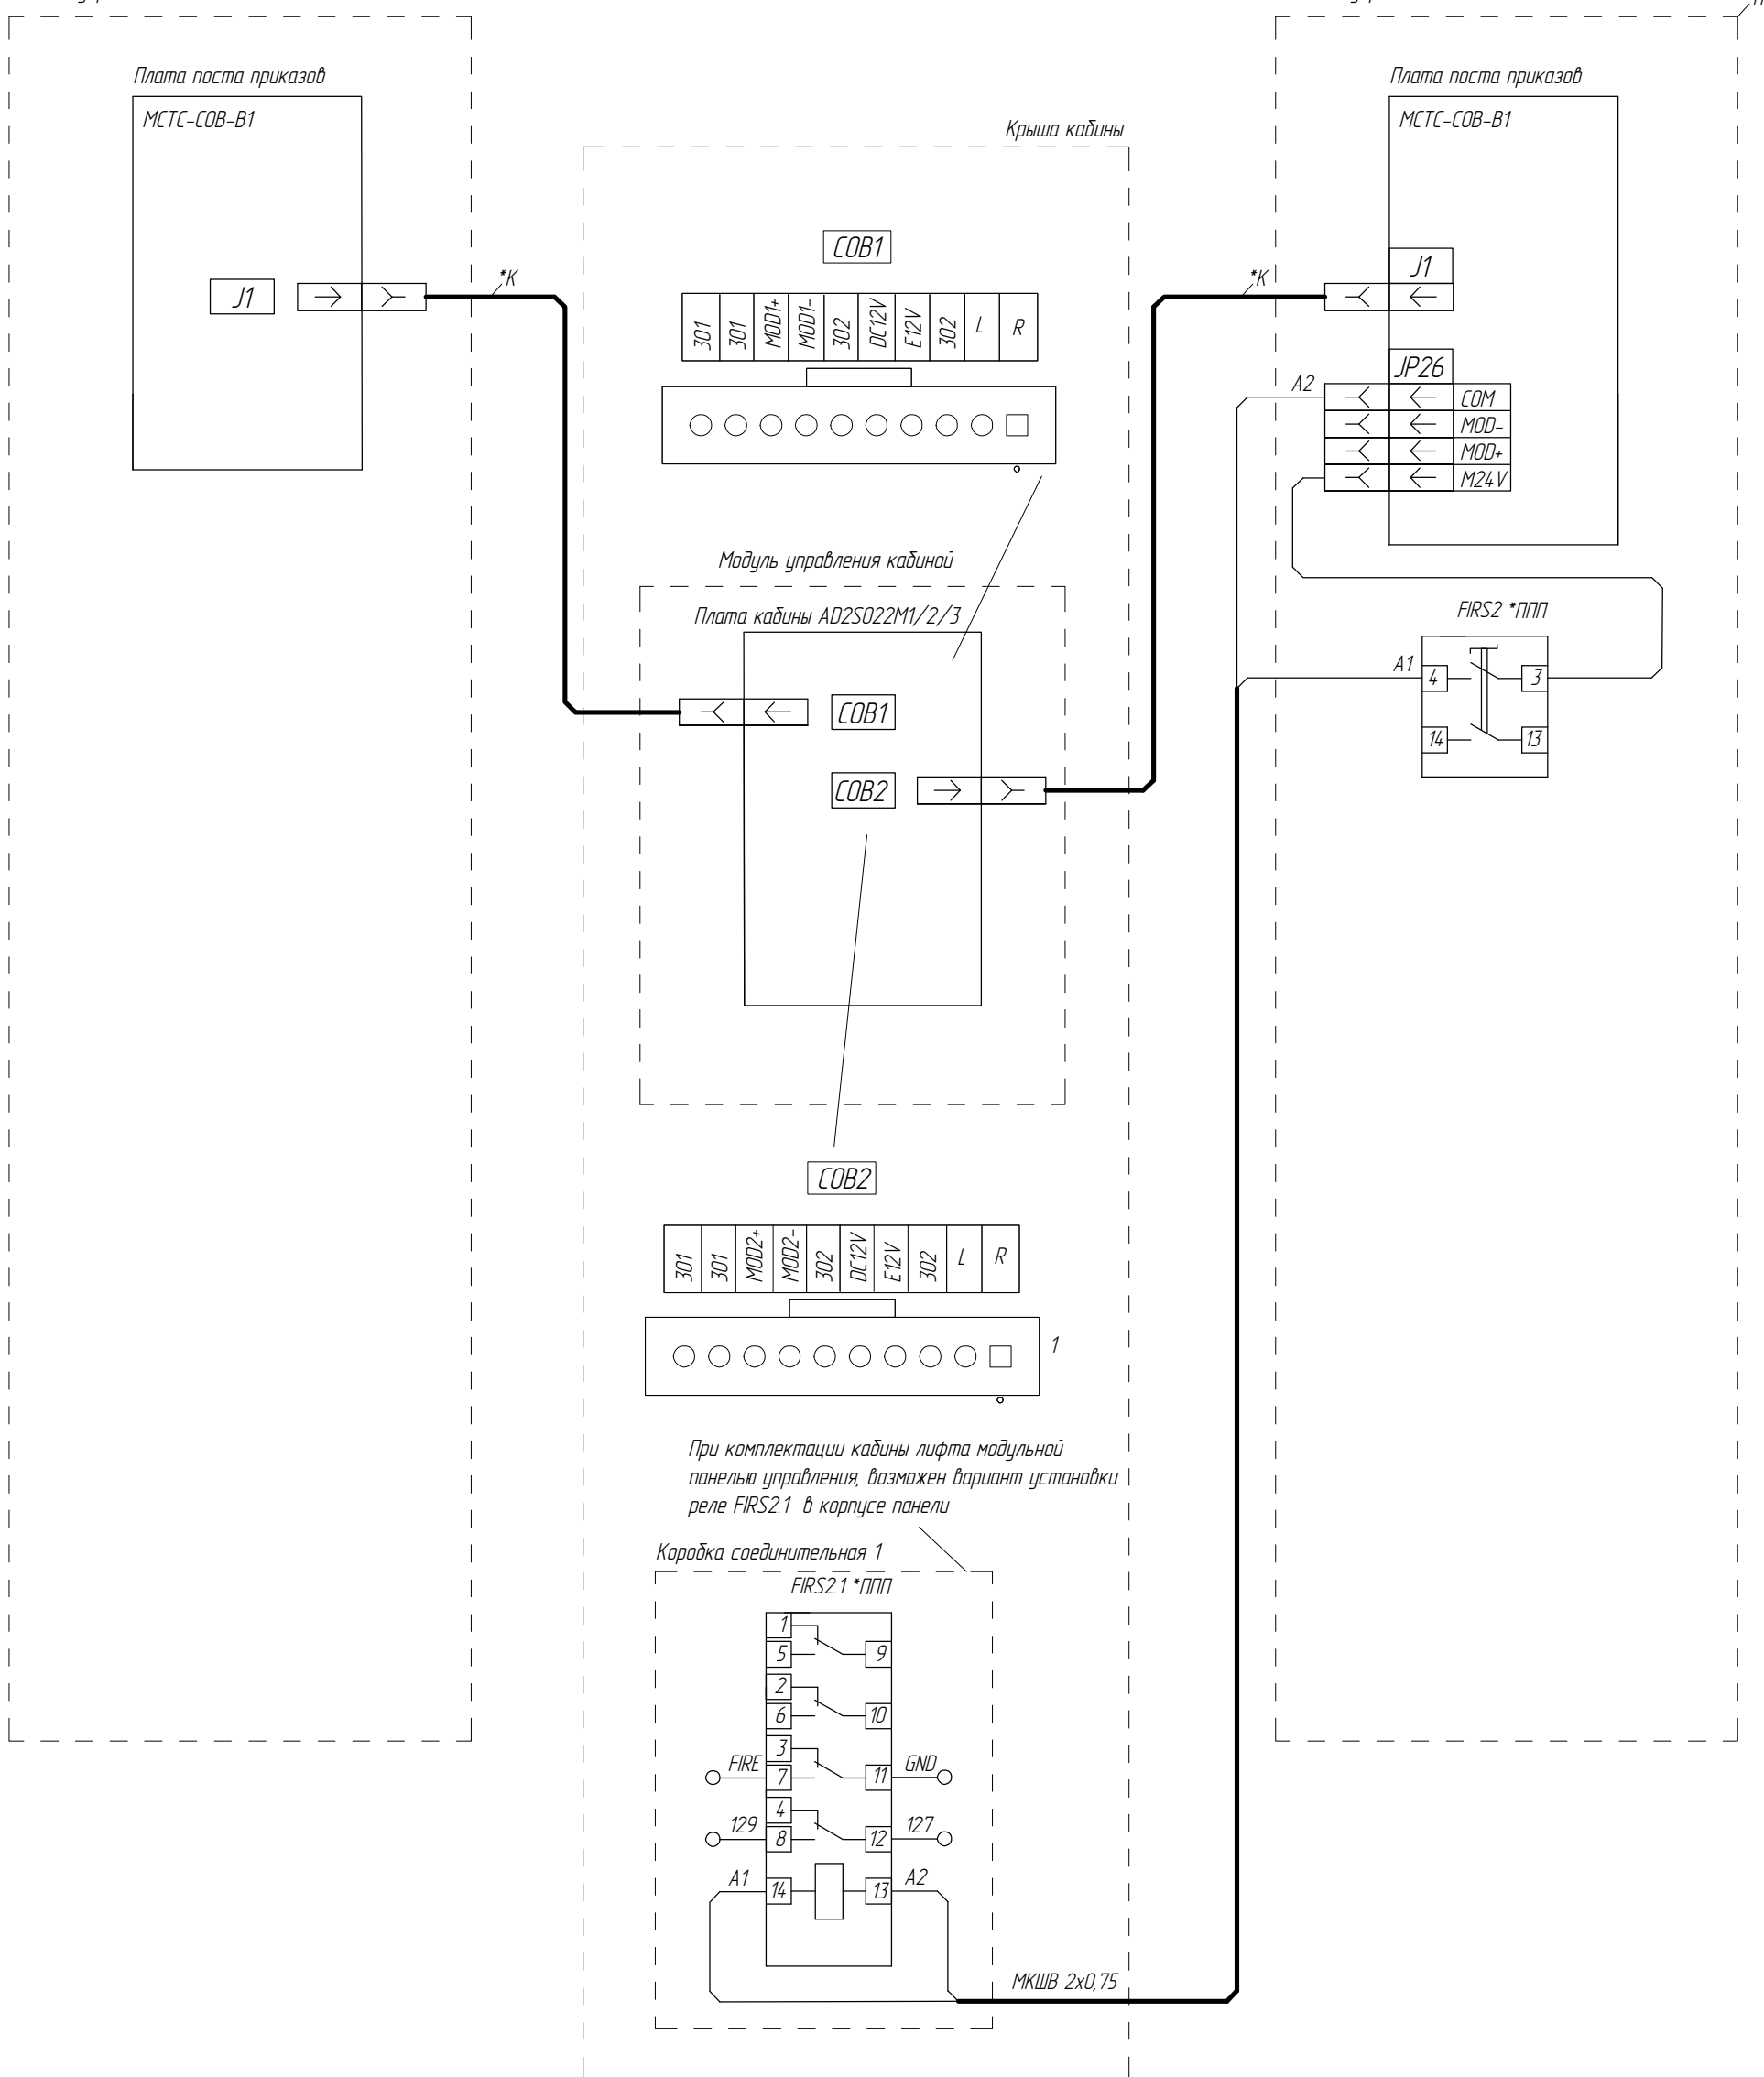 Плата поста приказов
МСТС-СОВ-В1
J1
*К
Крыша кабины
СОВ1
301
301
MOD1+
MOD1-
302
DC12V
E12V
302
L
R
Модуль управления кабиной
Плата кабины AD2S022M1/2/3
СОВ1
СОВ2
СОВ2
301
301
MOD2+
MOD2-
302
DC12V
E12V
302
L
R
1
При комплектации кабины лифта модульной
панелью управления, возможен вариант установки
реле FIRS2.1 в корпусе панели
Коробка соединительная 1
FIRS2.1 *ППП
1
5
9
2
6
10
3
FIRE
7
11
GND
4
129
8
12
127
A1
14
13
A2
МКШВ 2х0,75
*К
Плата поста приказов
МСТС-СОВ-В1
J1
JP26
A2
COM
MOD-
MOD+
M24V
FIRS2 *ППП
A1
4
3
14
13